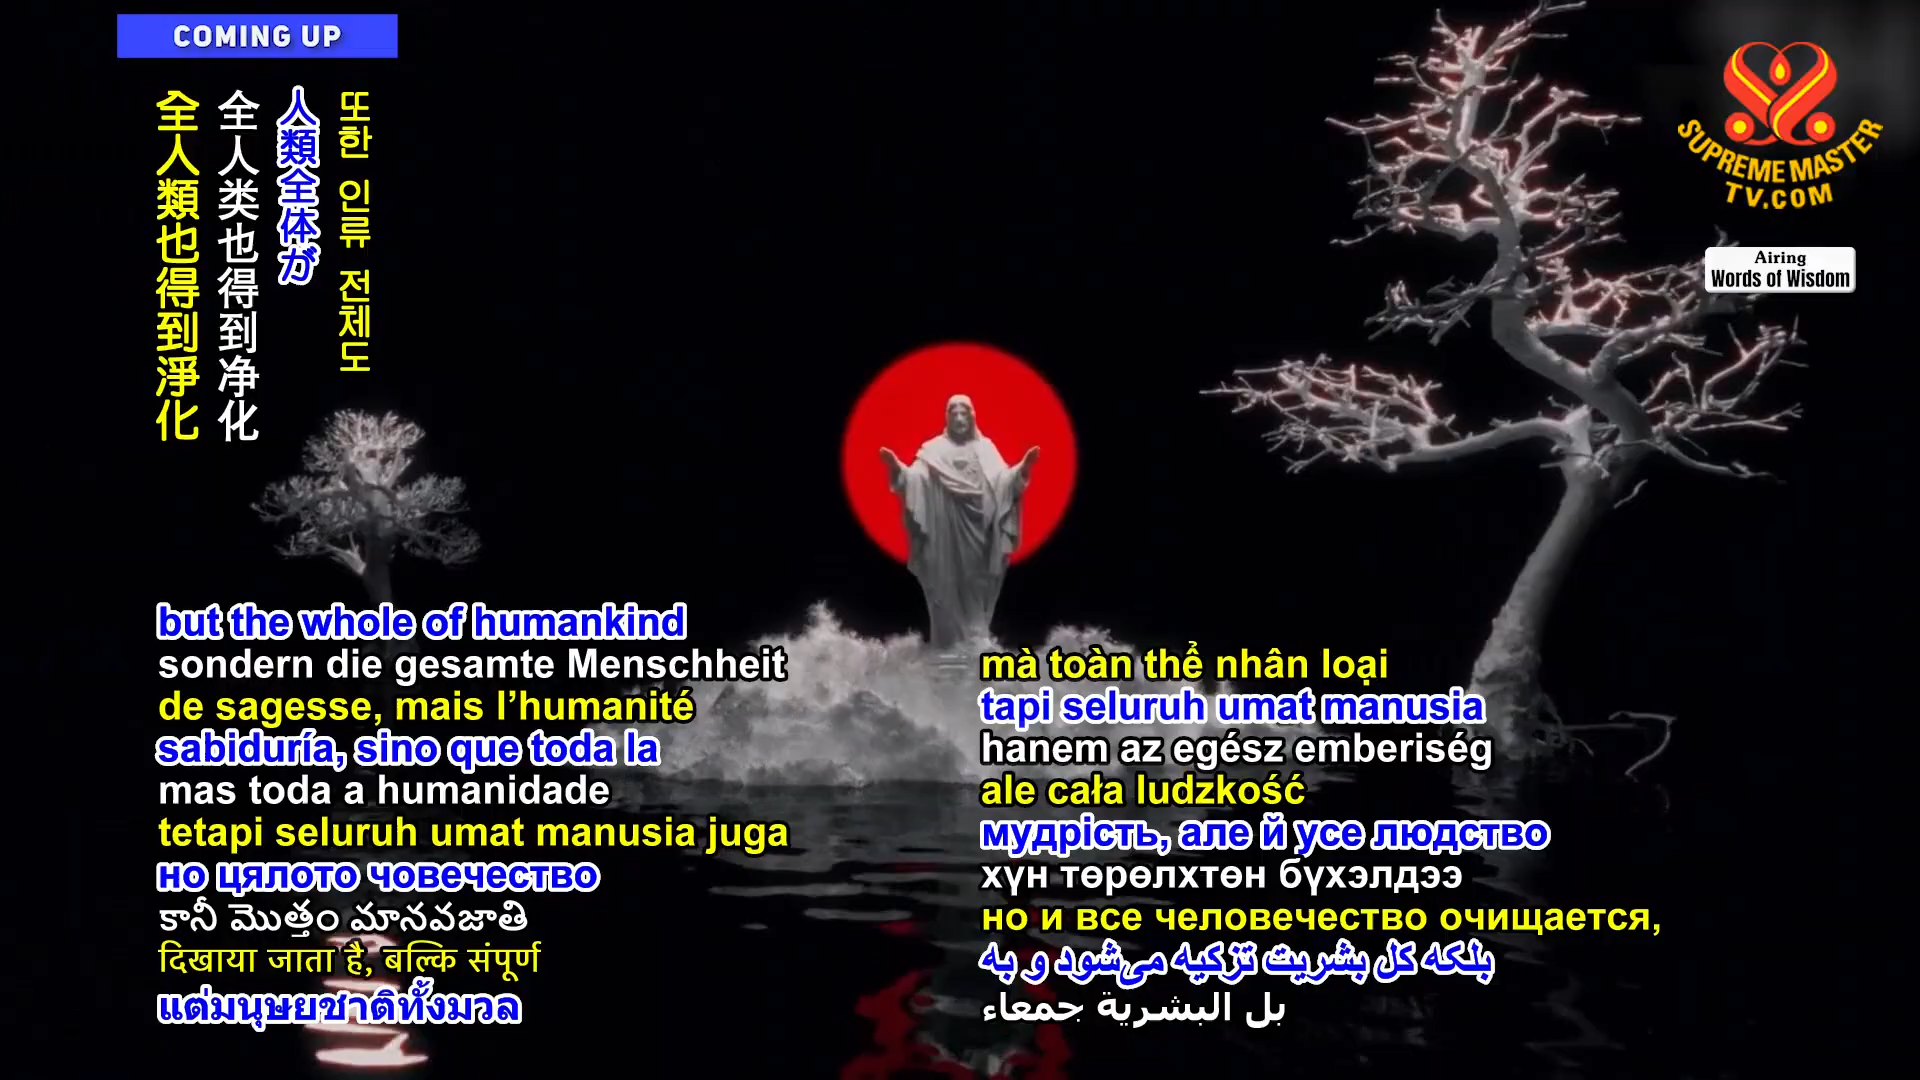 COMING UP
全人類也得到淨化
全人类也得到净化
人類全体が
또한 인류 전체도
SUPREME MASTER
TV.COM
Airing
Words of Wisdom
but the whole of humankind
sondern die gesamte Menschheit
de sagesse, mais l’humanité
sabiduría, sino que toda la
mas toda a humanidade
tetapi seluruh umat manusia juga
но цялото човечество
కానీ మొత్తం మానవజాతి
दिखाया जाता है, बल्कि संपूर्ण
แต่มนุษยชาติทั้งมวล
mà toàn thể nhân loại
tapi seluruh umat manusia
hanem az egész emberiség
ale cała ludzkość
мудрість, але й усе людство
хүн төрөлхтөн бүхэлдээ
но и все человечество очищается,
بلکه کل بشریت تزکیه می‌شود و به
بل البشرية جمعاء